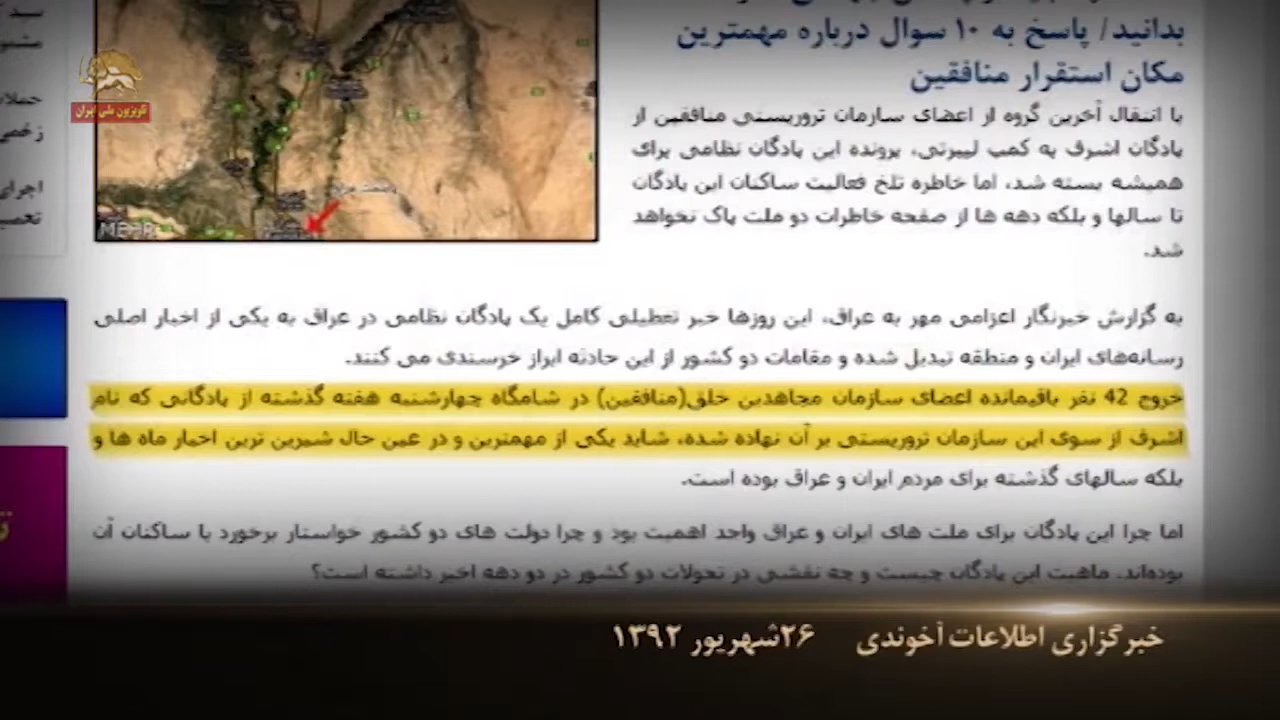 بدانید/ پاسخ به ۱۰ سوال درباره مهمترین
مکان استقرار منافقین
با انتقال آخرین گروه از اعضای سازمان تروریستی منافقین از
پادگان اشرف به کمپ لیبرتی، پرونده این پادگان نظامی برای
همیشه بسته شد، اما خاطره تلخ فعالیت ساکنان این پادگان
تا سالها و بلکه دهه ها از صفحه خاطرات دو ملت پاک نخواهد
شد.
تلویزیون ملی ایران
MEHR
به گزارش خبرنگار اعزامی مهر به عراق، این روزها خبر تعطیلی کامل یک پادگان نظامی در عراق به یکی از اخبار اصلی
رسانه‌های ایران و منطقه تبدیل شده و مقامات دو کشور از این حادثه ابراز خرسندی می کنند.
خروج 42 نفر باقیمانده اعضای سازمان مجاهدین خلق(منافقین) در شامگاه چهارشنبه هفته گذشته از پادگانی که نام
اشرف از سوی این سازمان تروریستی بر آن نهاده شده، شاید یکی از مهمترین و در عین حال شیرین ترین اخبار ماه ها و
بلکه سالهای گذشته برای مردم ایران و عراق بوده است.
اما چرا این پادگان برای ملت های ایران و عراق واجد اهمیت بود و چرا دولت های دو کشور خواستار برخورد با ساکنان آن
بوده‌اند. ماهیت این پادگان چیست و چه نقشی در تحولات دو کشور در دو دهه اخیر داشته است؟
خبرگزاری اطلاعات آخوندی ۲۶شهریور ۱۳۹۲